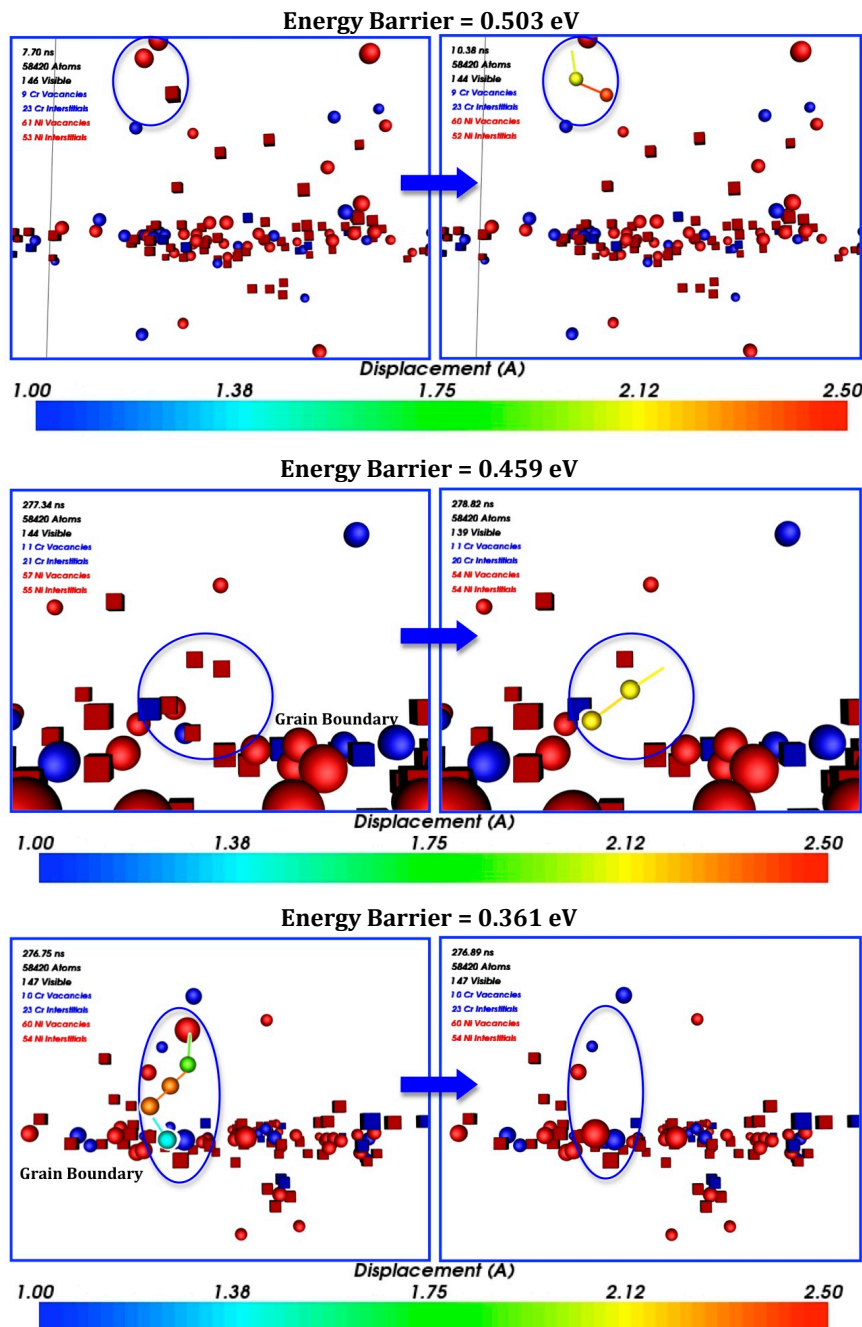 Energy Barrier = 0.503 eV
7.70 ns
58420 Atoms
146 Visible
9 Cr Vacancies
23 Cr Interstitials
61 Ni Vacancies
53 Ni Interstitials
10.38 ns
58420 Atoms
144 Visible
9 Cr Vacancies
23 Cr Interstitials
60 Ni Vacancies
52 Ni Interstitials
Displacement (A)
1.00 1.38 1.75 2.12 2.50
Energy Barrier = 0.459 eV
277.34 ns
58420 Atoms
144 Visible
11 Cr Vacancies
21 Cr Interstitials
57 Ni Vacancies
55 Ni Interstitials
Grain Boundary
278.82 ns
58420 Atoms
139 Visible
11 Cr Vacancies
20 Cr Interstitials
54 Ni Vacancies
54 Ni Interstitials
Displacement (A)
1.00 1.38 1.75 2.12 2.50
Energy Barrier = 0.361 eV
276.75 ns
58420 Atoms
147 Visible
10 Cr Vacancies
23 Cr Interstitials
60 Ni Vacancies
54 Ni Interstitials
Grain Boundary
276.89 ns
58420 Atoms
147 Visible
10 Cr Vacancies
23 Cr Interstitials
60 Ni Vacancies
54 Ni Interstitials
Displacement (A)
1.00 1.38 1.75 2.12 2.50